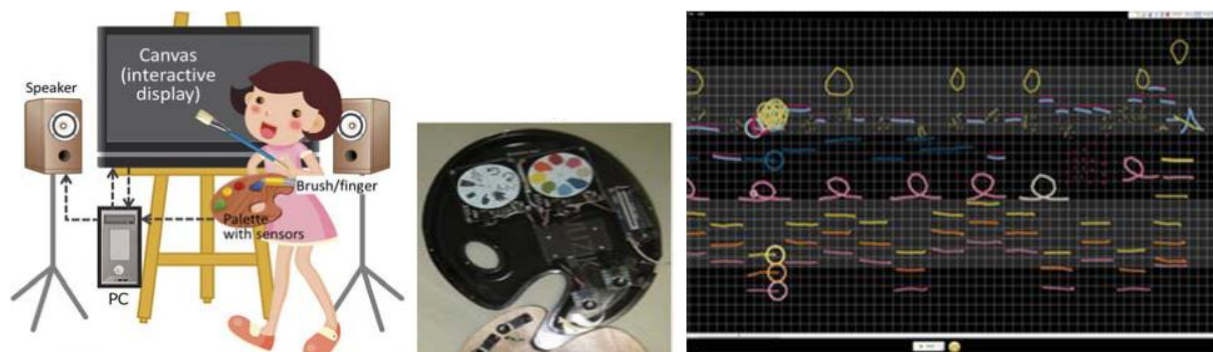 Canvas
(interactive
display)
Speaker
Brush/finger
Palette
with sensors
PC